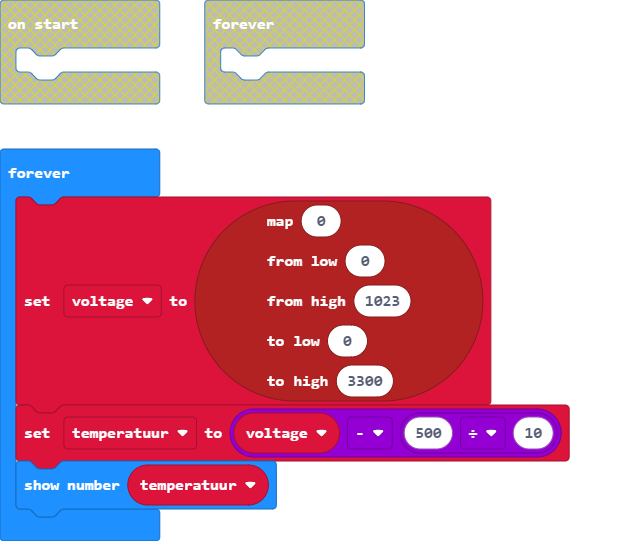 on start
forever
forever
map 0
from low 0
from high 1023
set voltage to
to low 0
to high 3300
set temperatuur to voltage - 500 ÷ 10
show number temperatuur